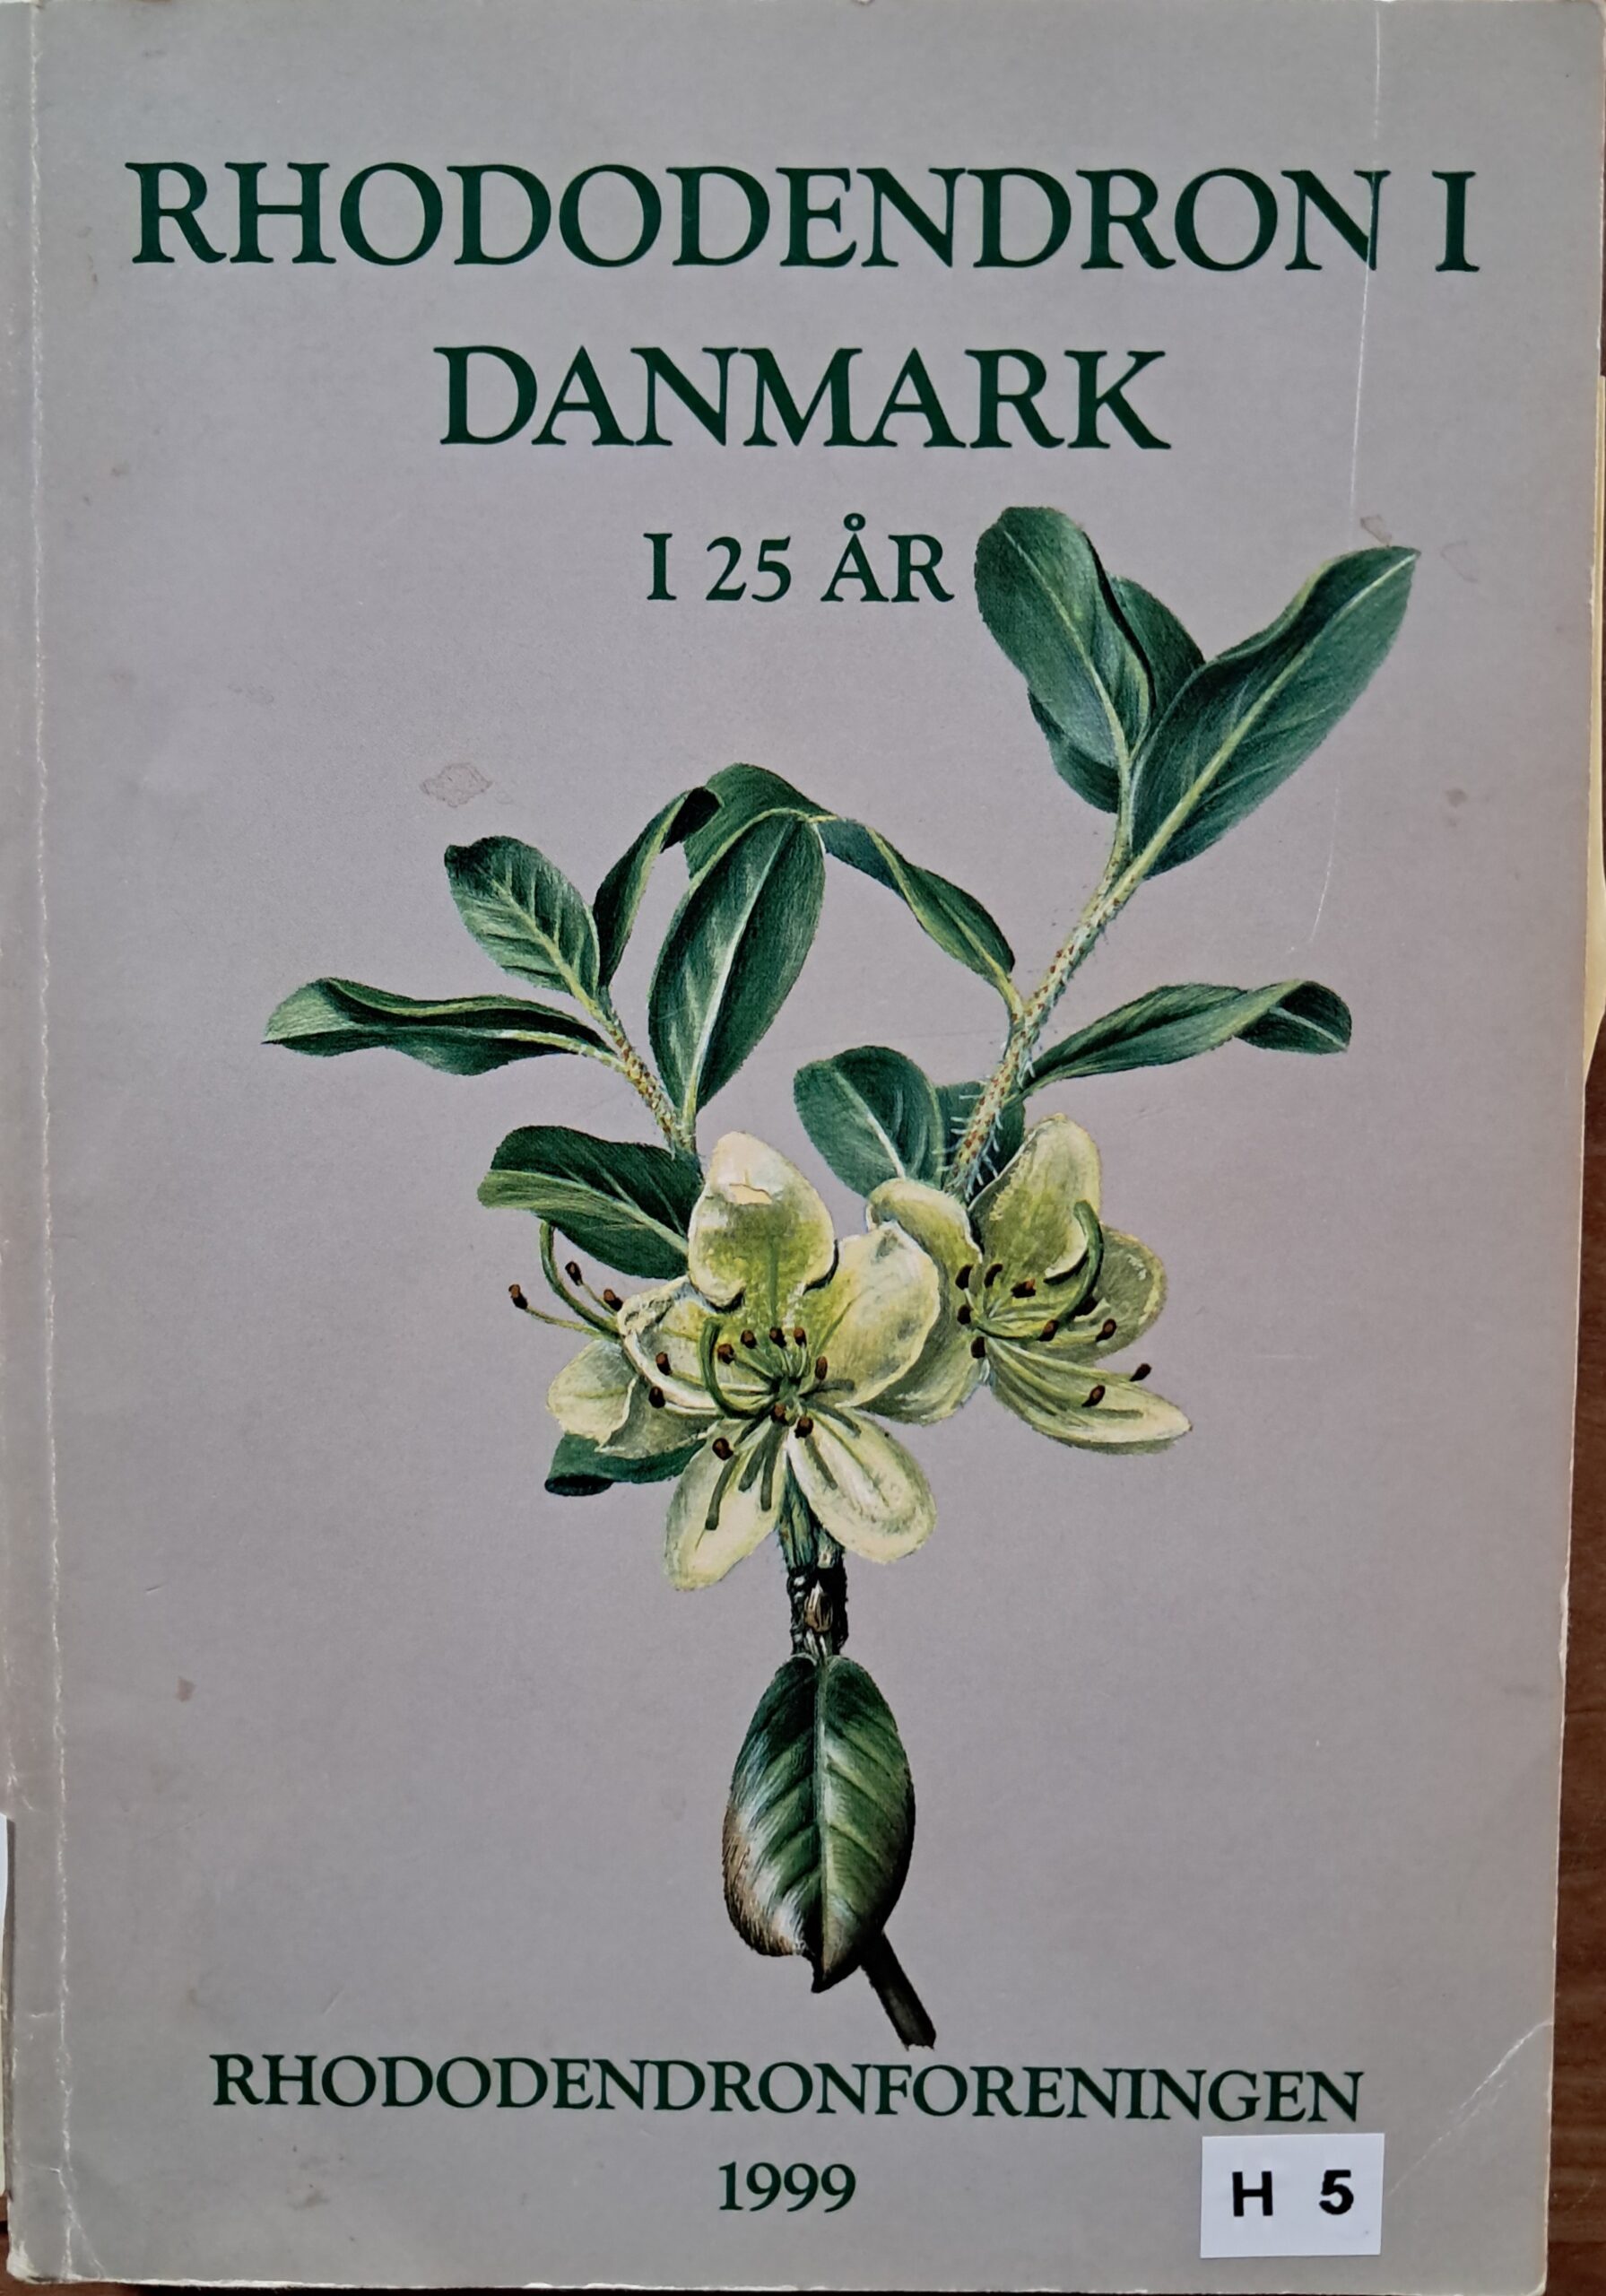 RHODODENDRON I
DANMARK
I 25 ÅR
RHODODENDRONFORENINGEN
1999
H 5